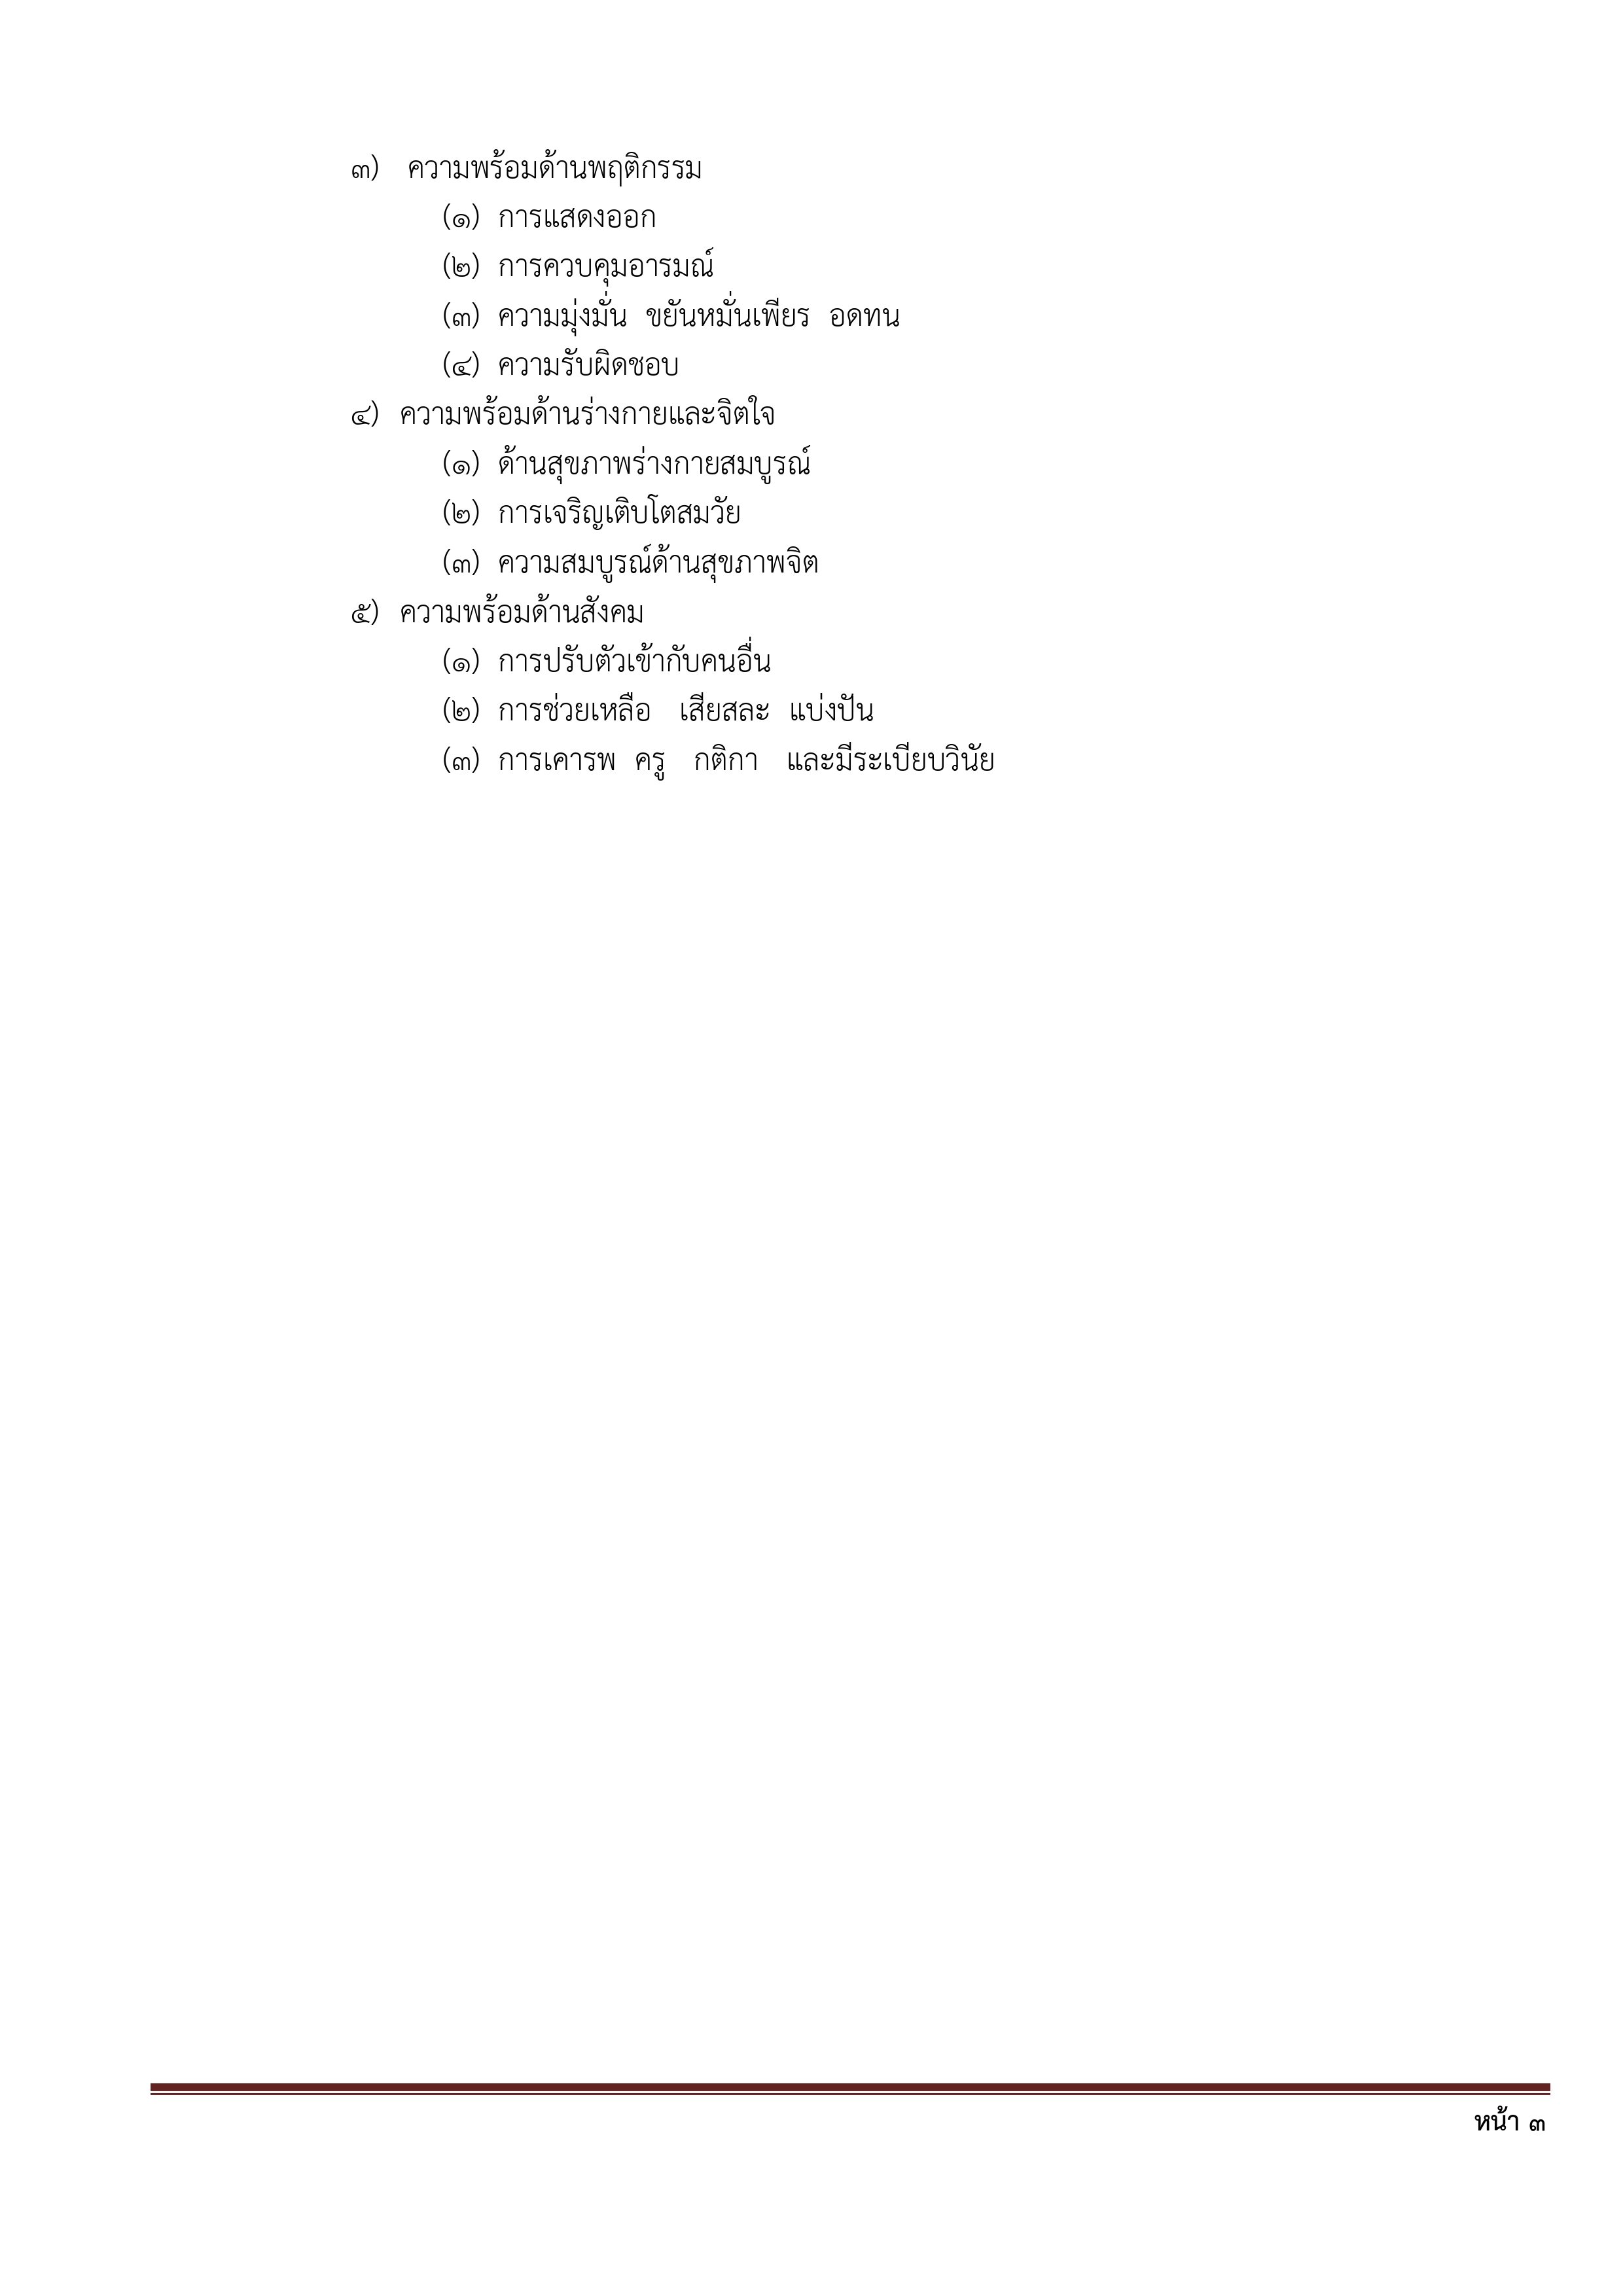 ๓) ความพร้อมด้านพฤติกรรม
(๑) การแสดงออก
(๒) การควบคุมอารมณ์
(๓) ความมุ่งมั่น ขยันหมั่นเพียร อดทน
(๔) ความรับผิดชอบ
๔) ความพร้อมด้านร่างกายและจิตใจ
(๑) ด้านสุขภาพร่างกายสมบูรณ์
(๒) การเจริญเติบโตสมวัย
(๓) ความสมบูรณ์ด้านสุขภาพจิต
๕) ความพร้อมด้านสังคม
(๑) การปรับตัวเข้ากับคนอื่น
(๒) การช่วยเหลือ เสียสละ แบ่งปัน
(๓) การเคารพ ครู กติกา และมีระเบียบวินัย
หน้า ๓